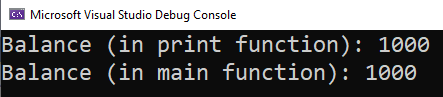 Microsoft Visual Studio Debug Console
Balance (in print function): 1000
Balance (in main function): 1000